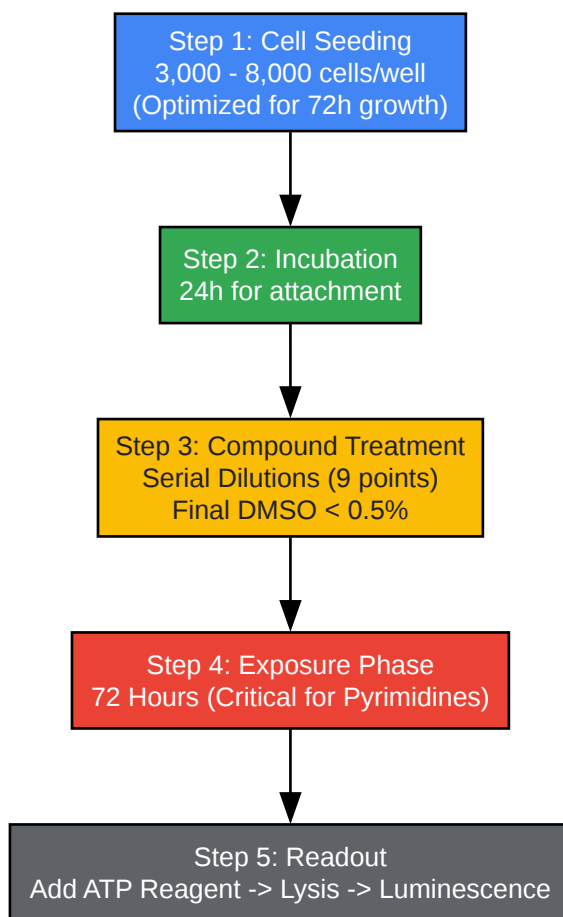 Step 1: Cell Seeding
3,000 - 8,000 cells/well
(Optimized for 72h growth)
Step 2: Incubation
24h for attachment
Step 3: Compound Treatment
Serial Dilutions (9 points)
Final DMSO < 0.5%
Step 4: Exposure Phase
72 Hours (Critical for Pyrimidines)
Step 5: Readout
Add ATP Reagent -> Lysis -> Luminescence